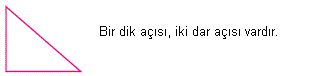 Bir dik açısı, iki dar açısı vardır.